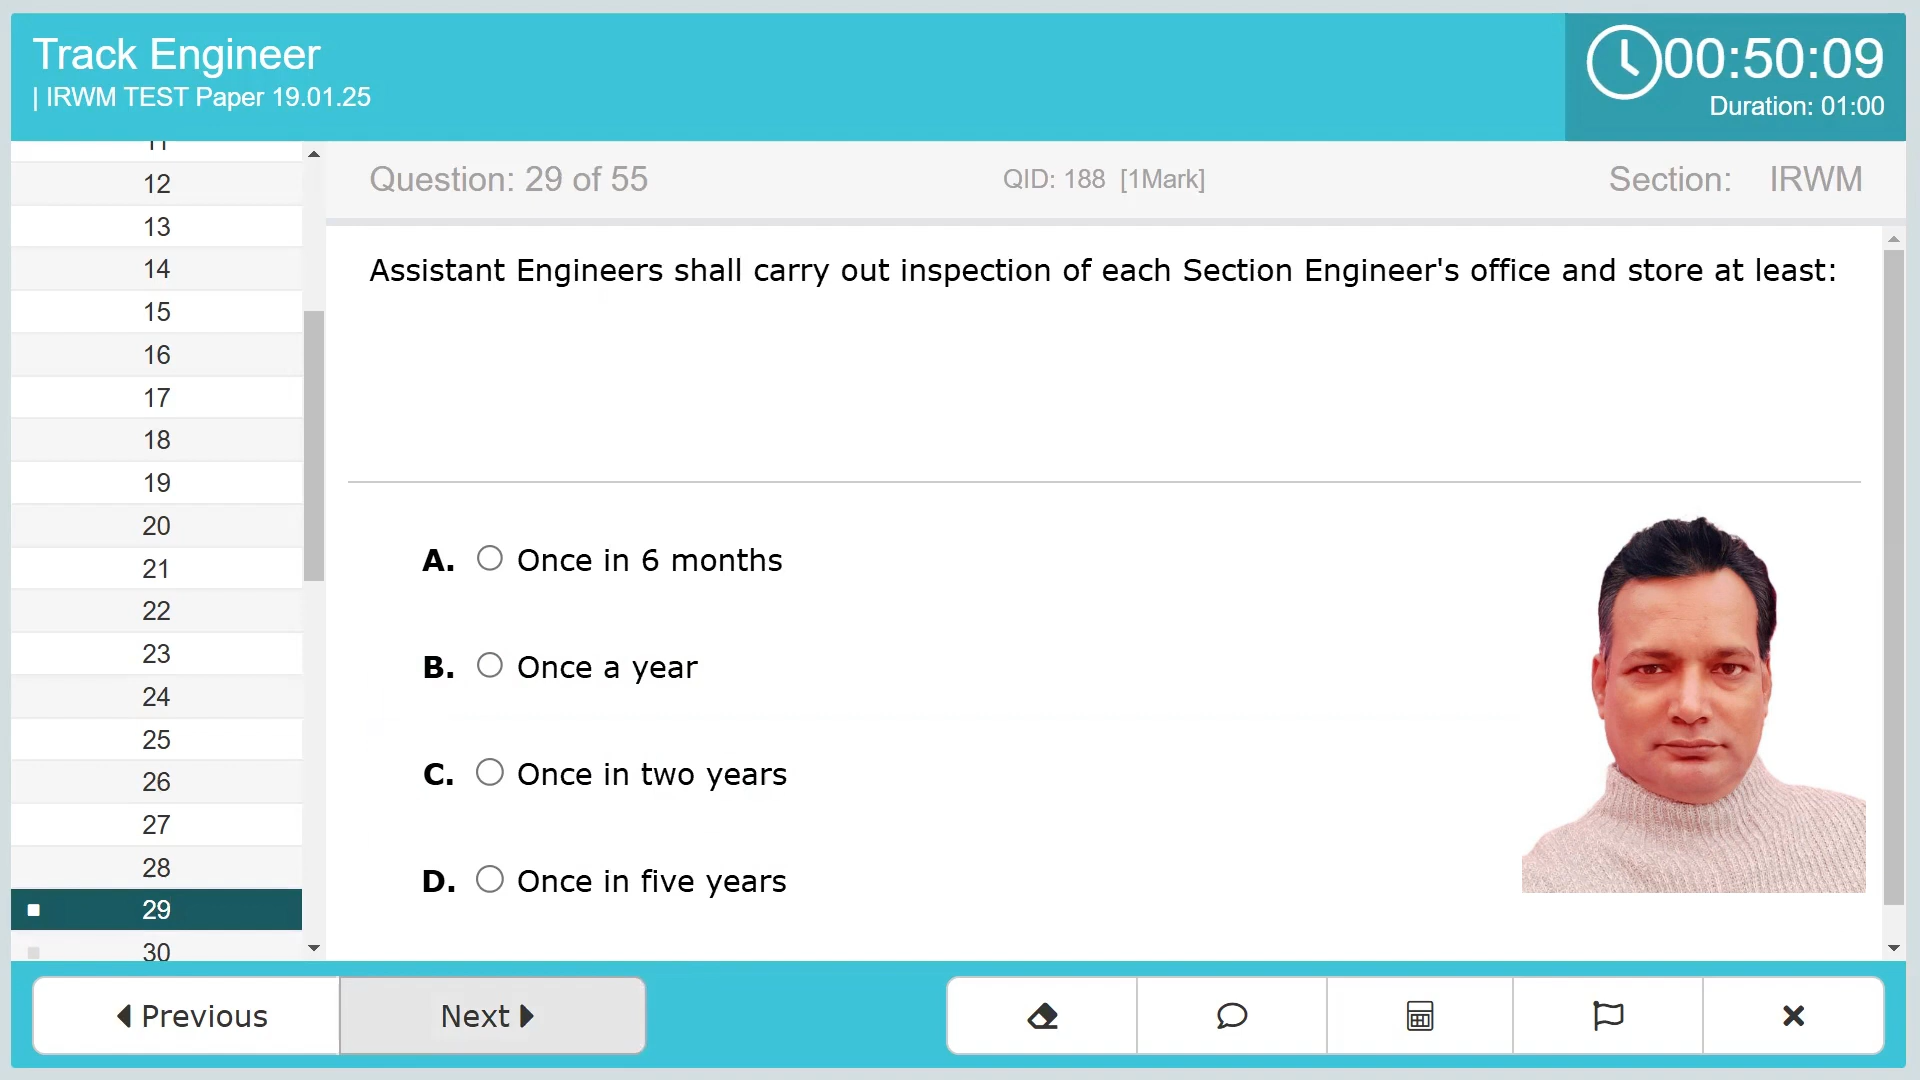 Track Engineer
| IRWM TEST Paper 19.01.25
00:50:09
Duration: 01:00
11
12
13
14
15
16
17
18
19
20
21
22
23
24
25
26
27
28
29
30
Question: 29 of 55
QID: 188 [1Mark]
Section: IRWM
Assistant Engineers shall carry out inspection of each Section Engineer's office and store at least:
A. Once in 6 months
B. Once a year
C. Once in two years
D. Once in five years
Previous
Next